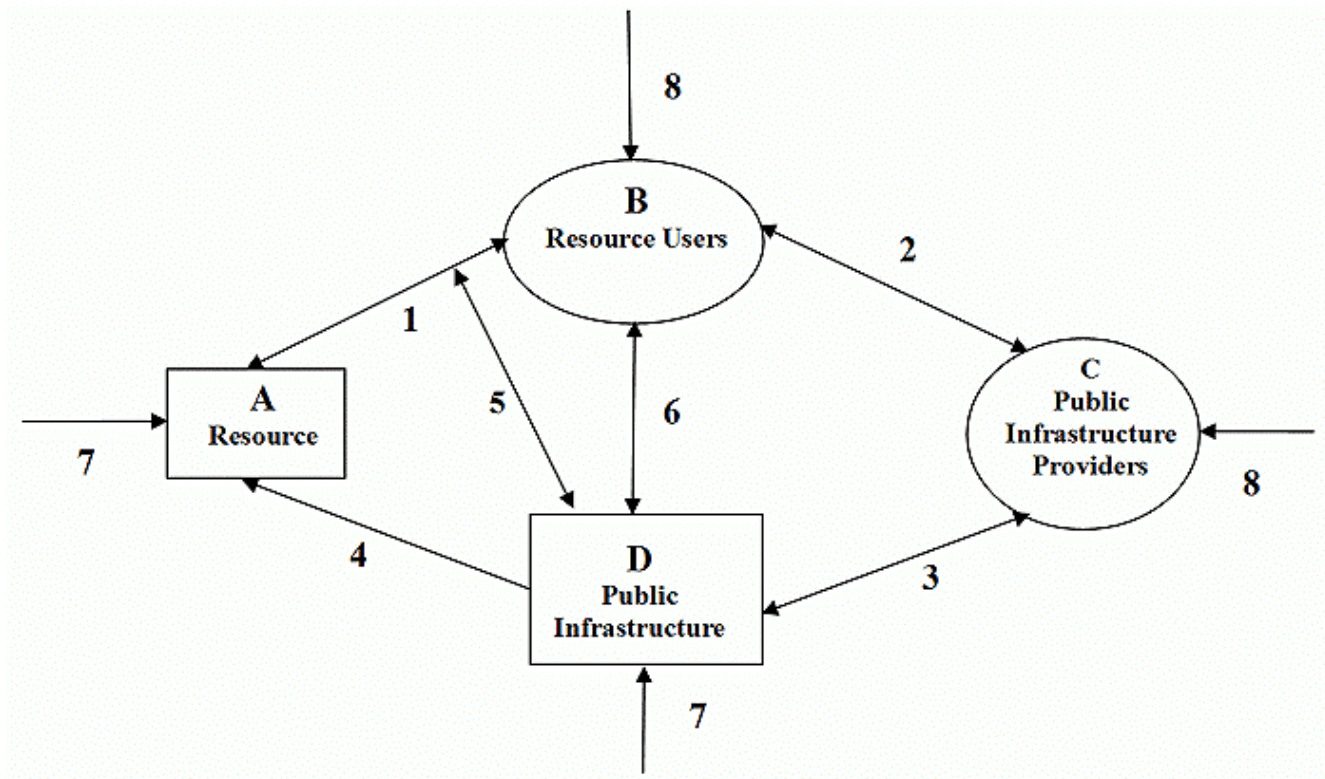 8
B
Resource Users
2
1
A
Resource
7
5
6
C
Public
Infrastructure
Providers
8
4
D
Public
Infrastructure
3
7